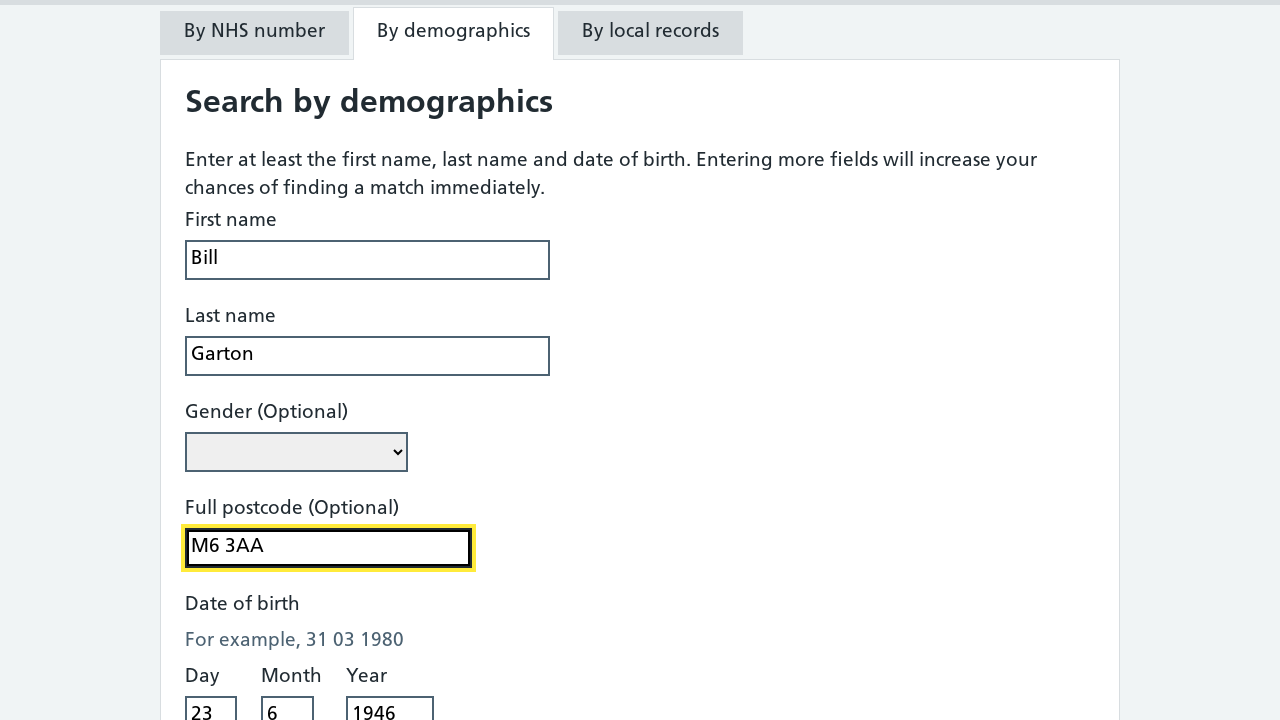 By NHS number
By demographics
By local records
Search by demographics
Enter at least the first name, last name and date of birth. Entering more fields will increase your
chances of finding a match immediately.
First name
Bill
Last name
Garton
Gender (Optional)
Full postcode (Optional)
M6 3AA
Date of birth
For example, 31 03 1980
Day Month Year
23 6 1946